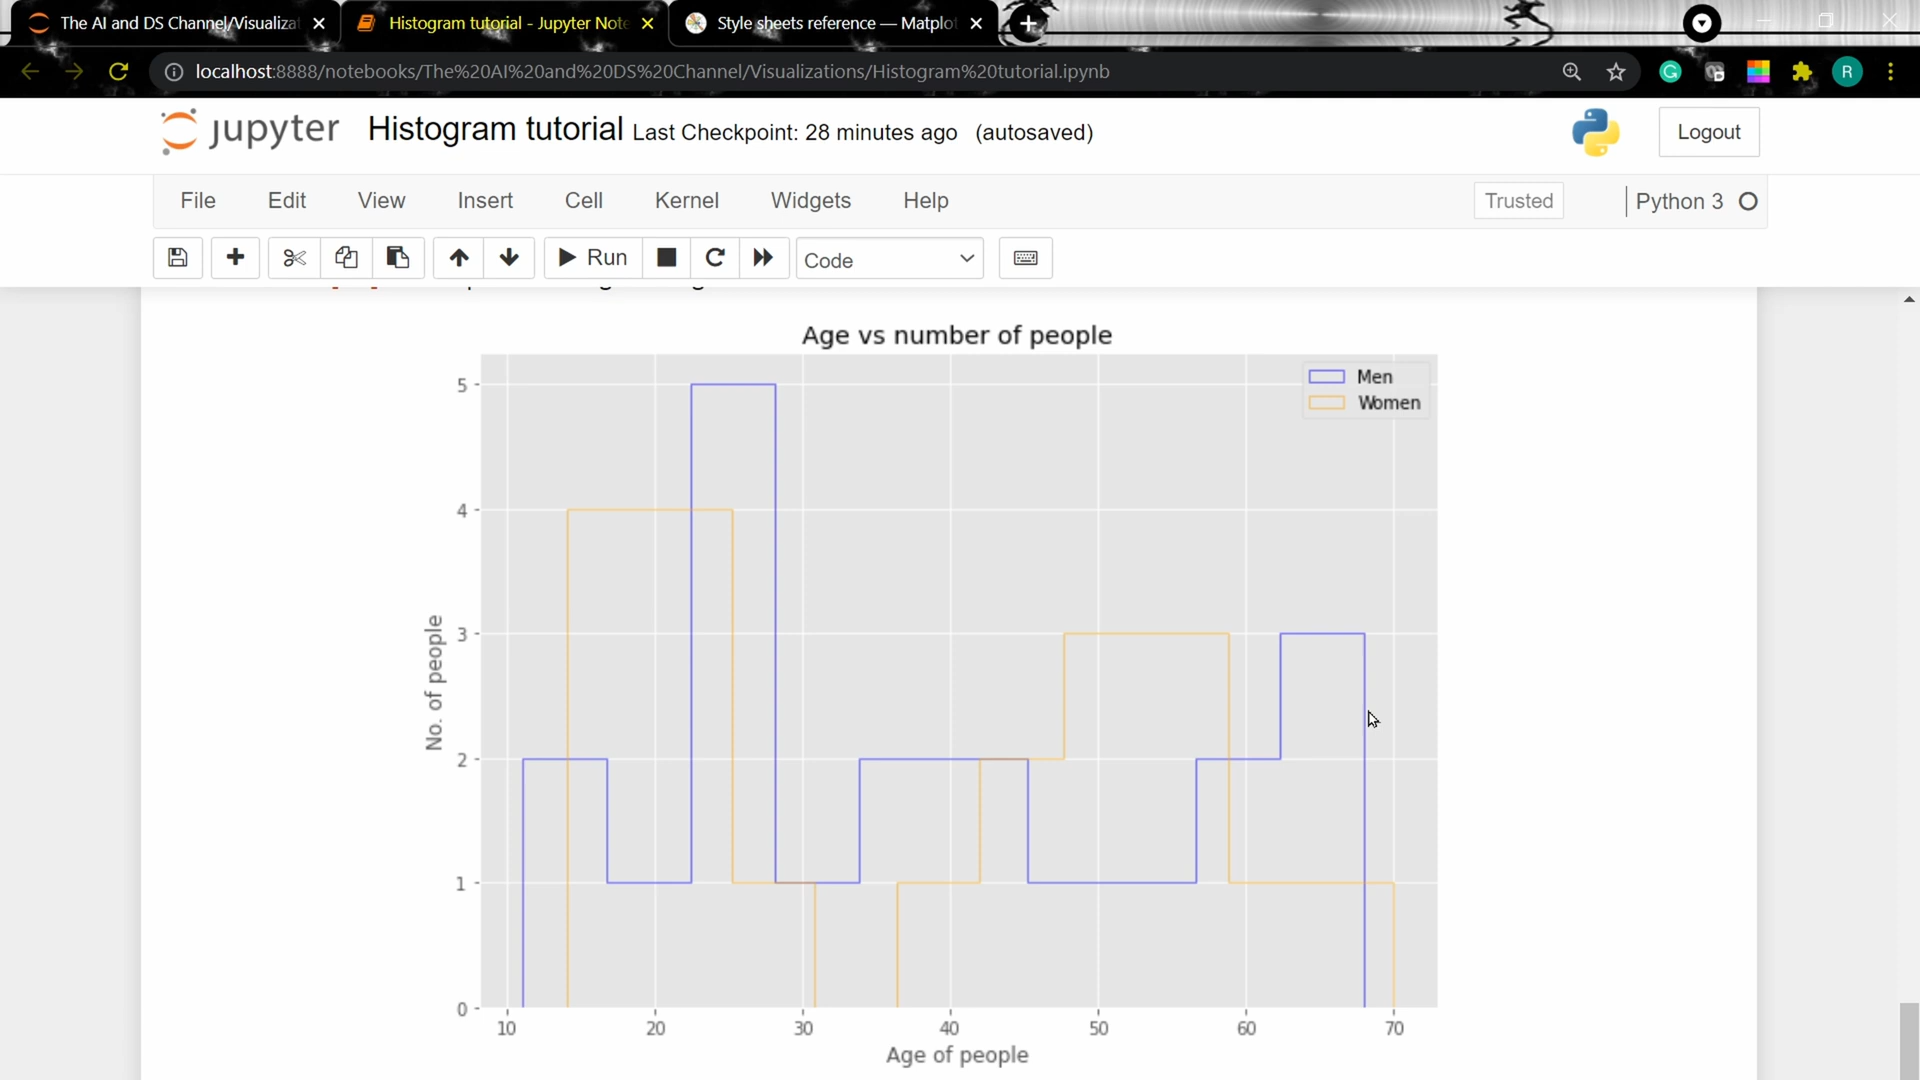 The AI and DS Channel/Visualiza
Histogram tutorial - Jupyter Note
Style sheets reference — Matplot
localhost:8888/notebooks/The%20AI%20and%20DS%20Channel/Visualizations/Histogram%20tutorial.ipynb
R
jupyter Histogram tutorial Last Checkpoint: 28 minutes ago (autosaved)
Logout
File Edit View Insert Cell Kernel Widgets Help
Trusted
Python 3
Run
Code
Age vs number of people
Men
Women
5
4
3
2
1
0
No. of people
10 20 30 40 50 60 70
Age of people